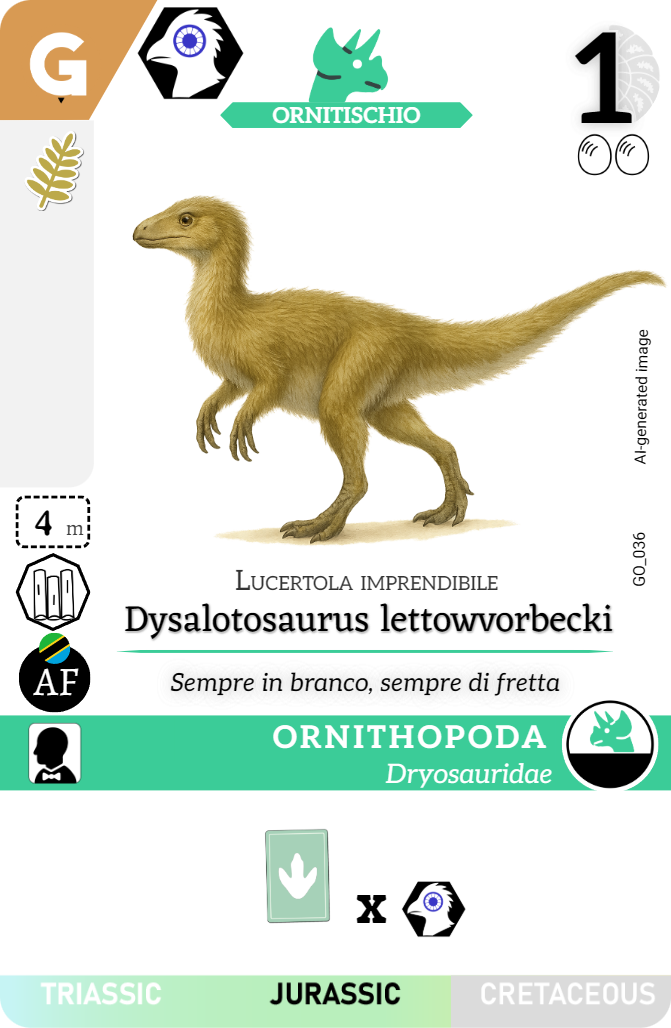 G
ORNITISCHIO
1
AI-generated image
GO_036
4 m
AF
Lucertola imprendibile
Dysalotosaurus lettowvorbecki
Sempre in branco, sempre di fretta
ORNITHOPODA
Dryosauridae
x
TRIASSIC JURASSIC CRETACEOUS